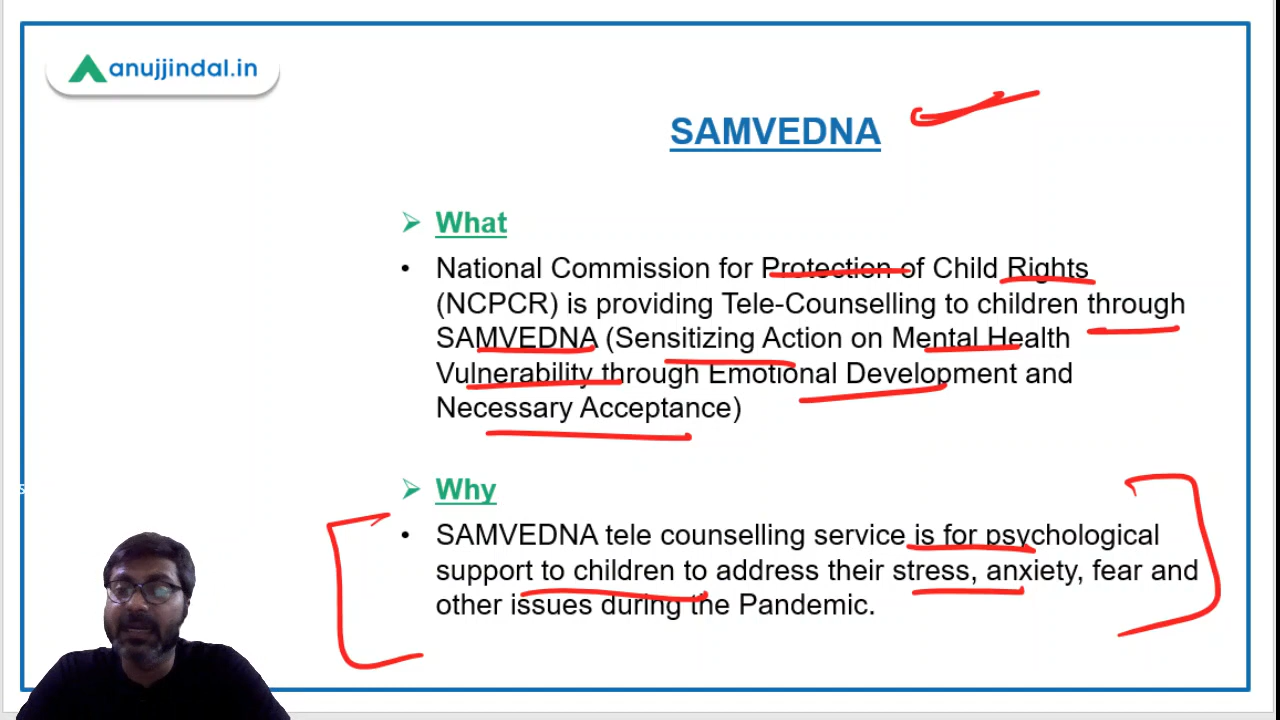 anujjindal.in
SAMVEDNA
What
National Commission for Protection of Child Rights
(NCPCR) is providing Tele-Counselling to children through
SAMVEDNA (Sensitizing Action on Mental Health
Vulnerability through Emotional Development and
Necessary Acceptance)
Why
SAMVEDNA tele counselling service is for psychological
support to children to address their stress, anxiety, fear and
other issues during the Pandemic.